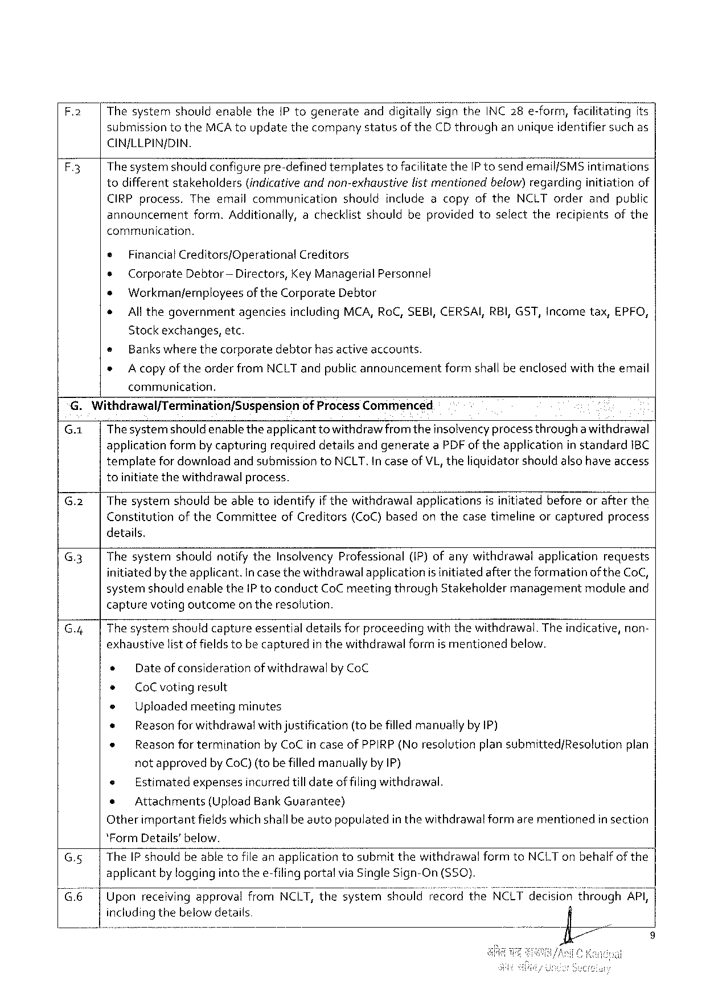 F.2 The system should enable the IP to generate and digitally sign the INC 28 e-form, facilitating its
submission to the MCA to update the company status of the CD through an unique identifier such as
CIN/LLPIN/DIN.
F.3 The system should configure pre-defined templates to facilitate the IP to send email/SMS intimations
to different stakeholders (indicative and non-exhaustive list mentioned below) regarding initiation of
CIRP process. The email communication should include a copy of the NCLT order and public
announcement form. Additionally, a checklist should be provided to select the recipients of the
communication.
• Financial Creditors/Operational Creditors
• Corporate Debtor – Directors, Key Managerial Personnel
• Workman/employees of the Corporate Debtor
• All the government agencies including MCA, RoC, SEBI, CERSAI, RBI, GST, Income tax, EPFO,
Stock exchanges, etc.
• Banks where the corporate debtor has active accounts.
• A copy of the order from NCLT and public announcement form shall be enclosed with the email
communication.
G. Withdrawal/Termination/Suspension of Process Commenced
G.1 The system should enable the applicant to withdraw from the insolvency process through a withdrawal
application form by capturing required details and generate a PDF of the application in standard IBC
template for download and submission to NCLT. In case of VL, the liquidator should also have access
to initiate the withdrawal process.
G.2 The system should be able to identify if the withdrawal applications is initiated before or after the
Constitution of the Committee of Creditors (CoC) based on the case timeline or captured process
details.
G.3 The system should notify the Insolvency Professional (IP) of any withdrawal application requests
initiated by the applicant. In case the withdrawal application is initiated after the formation of the CoC,
system should enable the IP to conduct CoC meeting through Stakeholder management module and
capture voting outcome on the resolution.
G.4 The system should capture essential details for proceeding with the withdrawal. The indicative, non-
exhaustive list of fields to be captured in the withdrawal form is mentioned below.
• Date of consideration of withdrawal by CoC
• CoC voting result
• Uploaded meeting minutes
• Reason for withdrawal with justification (to be filled manually by IP)
• Reason for termination by CoC in case of PPIRP (No resolution plan submitted/Resolution plan
not approved by CoC) (to be filled manually by IP)
• Estimated expenses incurred till date of filing withdrawal.
• Attachments (Upload Bank Guarantee)
Other important fields which shall be auto populated in the withdrawal form are mentioned in section
'Form Details' below.
G.5 The IP should be able to file an application to submit the withdrawal form to NCLT on behalf of the
applicant by logging into the e-filing portal via Single Sign-On (SSO).
G.6 Upon receiving approval from NCLT, the system should record the NCLT decision through API,
including the below details.
9
/Anil C Kandpal
/ Under Secretary